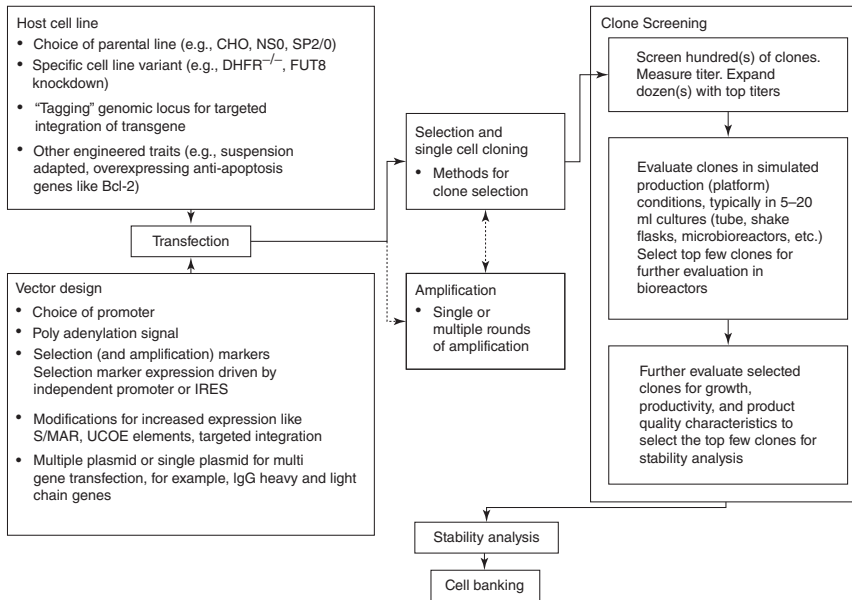 Host cell line
• Choice of parental line (e.g., CHO, NS0, SP2/0)
• Specific cell line variant (e.g., DHFR–/–, FUT8
knockdown)
• “Tagging” genomic locus for targeted
integration of transgene
• Other engineered traits (e.g., suspension
adapted, overexpressing anti-apoptosis
genes like Bcl-2)
Transfection
Vector design
• Choice of promoter
• Poly adenylation signal
• Selection (and amplification) markers
Selection marker expression driven by
independent promoter or IRES
• Modifications for increased expression like
S/MAR, UCOE elements, targeted integration
• Multiple plasmid or single plasmid for multi
gene transfection, for example, IgG heavy and light
chain genes
Selection and
single cell cloning
• Methods for
clone selection
Amplification
• Single or
multiple rounds
of amplification
Clone Screening
Screen hundred(s) of clones.
Measure titer. Expand
dozen(s) with top titers
Evaluate clones in simulated
production (platform)
conditions, typically in 5–20
ml cultures (tube, shake
flasks, microbioreactors, etc.)
Select top few clones for
further evaluation in
bioreactors
Further evaluate selected
clones for growth,
productivity, and product
quality characteristics to
select the top few clones for
stability analysis
Stability analysis
Cell banking